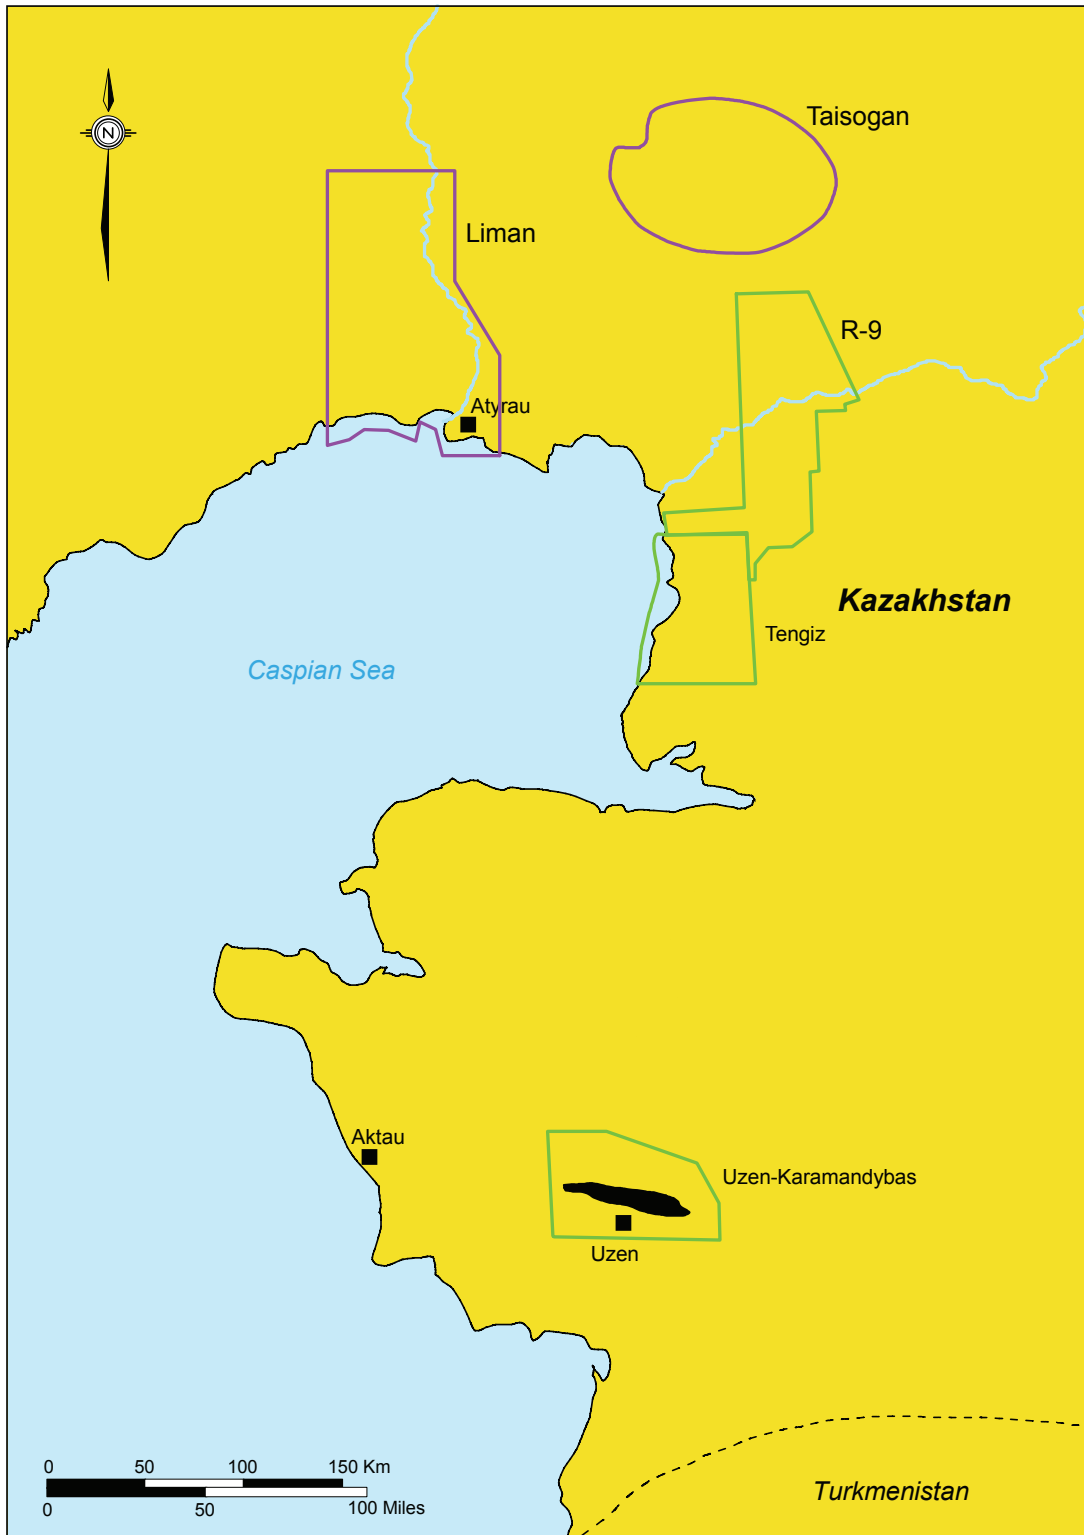 Taisogan
N
Liman
R-9
Atyrau
Kazakhstan
Tengiz
Caspian Sea
Aktau
Uzen-Karamandybas
Uzen
0 50 100 150 Km
0 50 100 Miles
Turkmenistan